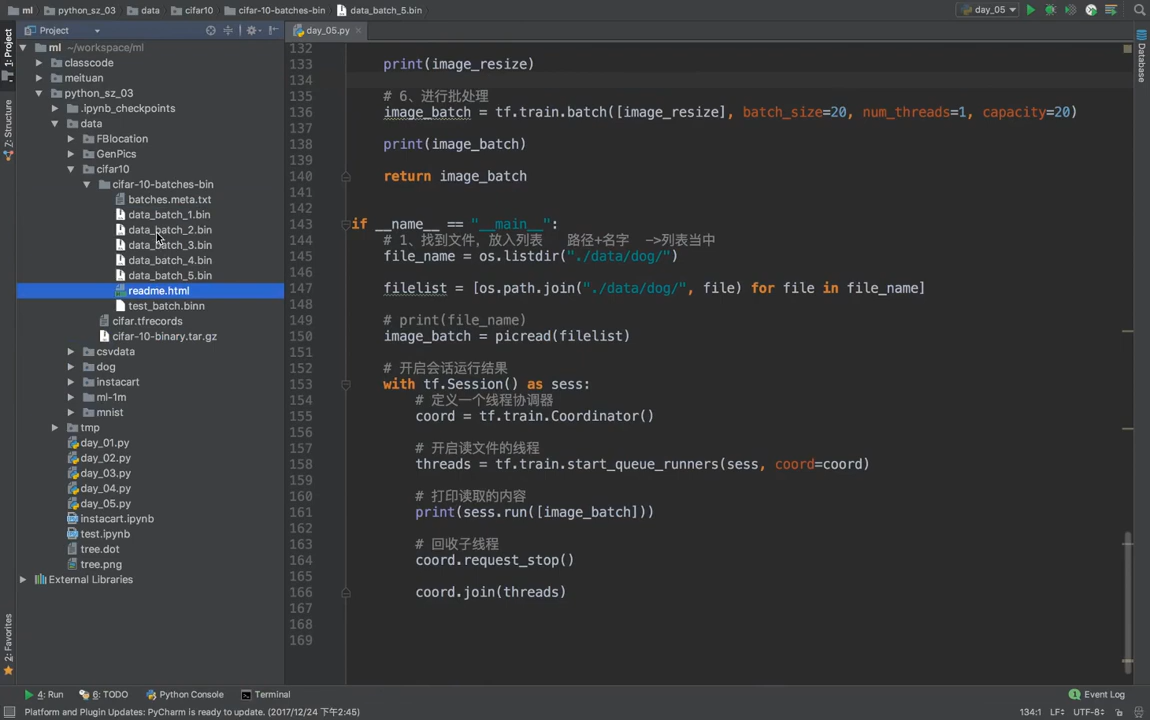 ml python_sz_03 data cifar10 cifar-10-batches-bin data_batch_5.bin day_05
Project
day_05.py
ml ~/workspace/ml
classcode
meituan
python_sz_03
.ipynb_checkpoints
data
FBlocation
GenPics
cifar10
cifar-10-batches-bin
batches.meta.txt
data_batch_1.bin
data_batch_2.bin
data_batch_3.bin
data_batch_4.bin
data_batch_5.bin
readme.html
test_batch.binn
cifar.tfrecords
cifar-10-binary.tar.gz
csvdata
dog
instacart
ml-1m
mnist
tmp
day_01.py
day_02.py
day_03.py
day_04.py
day_05.py
instacart.ipynb
test.ipynb
tree.dot
tree.png
External Libraries
1: Project
7: Structure
2: Favorites
132
133 print(image_resize)
134
135 # 6、进行批处理
136 image_batch = tf.train.batch([image_resize], batch_size=20, num_threads=1, capacity=20)
137
138 print(image_batch)
139
140 return image_batch
141
142
143 if __name__ == "__main__":
144 # 1、找到文件，放入列表 路径+名字 ->列表当中
145 file_name = os.listdir("./data/dog/")
146
147 filelist = [os.path.join("./data/dog/", file) for file in file_name]
148
149 # print(file_name)
150 image_batch = picread(filelist)
151
152 # 开启会话运行结果
153 with tf.Session() as sess:
154 # 定义一个线程协调器
155 coord = tf.train.Coordinator()
156
157 # 开启读文件的线程
158 threads = tf.train.start_queue_runners(sess, coord=coord)
159
160 # 打印读取的内容
161 print(sess.run([image_batch]))
162
163 # 回收子线程
164 coord.request_stop()
165
166 coord.join(threads)
167
168
169
Database
4: Run 6: TODO Python Console Terminal Event Log
Platform and Plugin Updates: PyCharm is ready to update. (2017/12/24 下午2:45) 134:1 LF÷ UTF-8÷